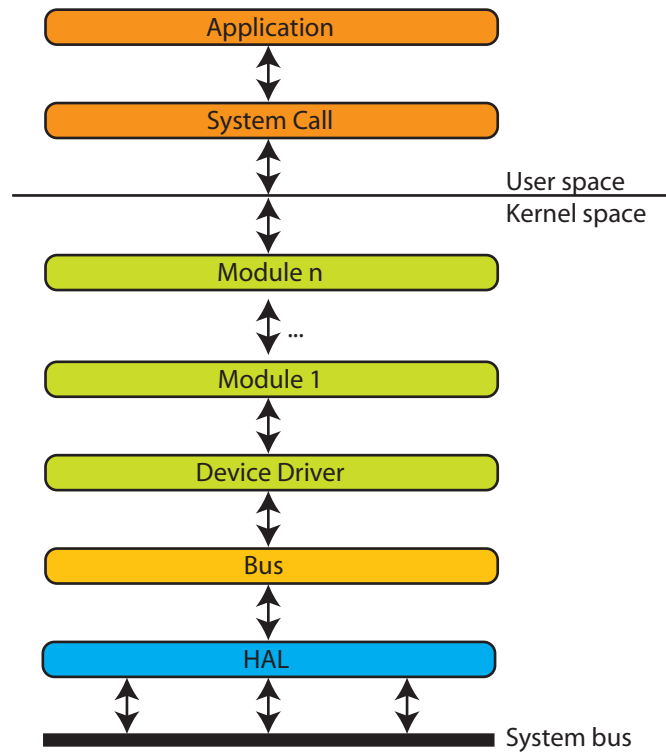 Application
System Call
User space
Kernel space
Module n
...
Module 1
Device Driver
Bus
HAL
System bus